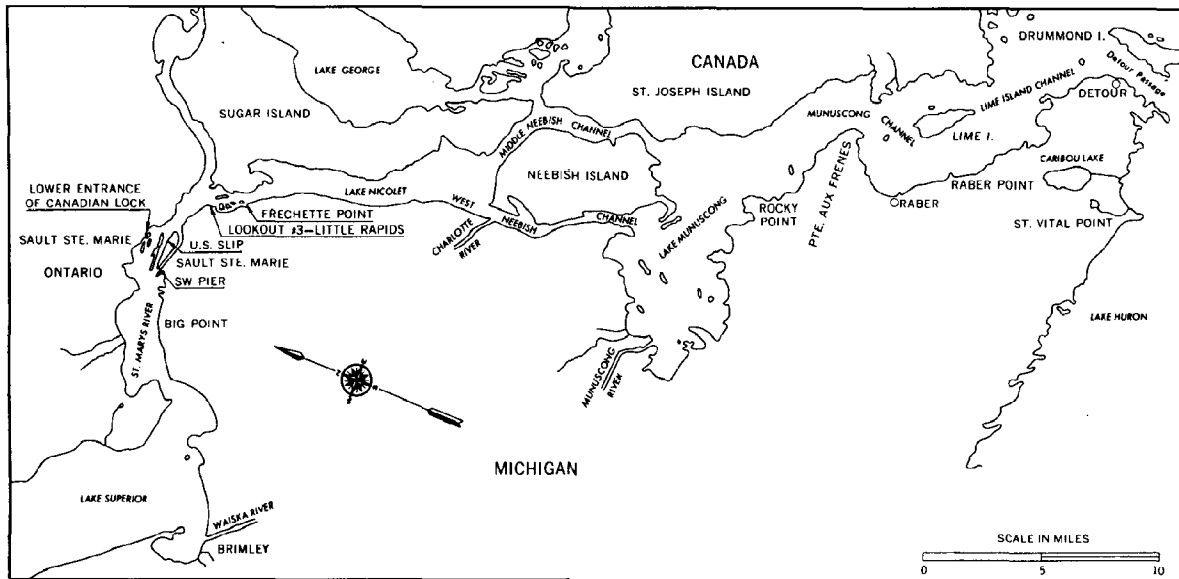 DRUMMOND I.
CANADA
LAKE GEORGE
Detour Passage
ST. JOSEPH ISLAND
LIME ISLAND CHANNEL
DETOUR
SUGAR ISLAND
MUNUSCONG
CHANNEL
MIDDLE NEEBISH CHANNEL
LIME I.
CARIBOU LAKE
NEEBISH ISLAND
LAKE NICOLET
RABER POINT
LOWER ENTRANCE
OF CANADIAN LOCK
WEST
NEEBISH
CHANNEL
RABER
PTE. AUX FRENES
ROCKY
POINT
FRECHETTE POINT
ST. VITAL POINT
LOOKOUT #3—LITTLE RAPIDS
CHARLOTTE
RIVER
LAKE MUNUSCONG
SAULT STE. MARIE
U.S. SLIP
SAULT STE. MARIE
ONTARIO
SW PIER
LAKE HURON
ST. MARYS RIVER
BIG POINT
MUNUSCONG
RIVER
MICHIGAN
LAKE SUPERIOR
WAISKA RIVER
BRIMLEY
SCALE IN MILES
0 5 10